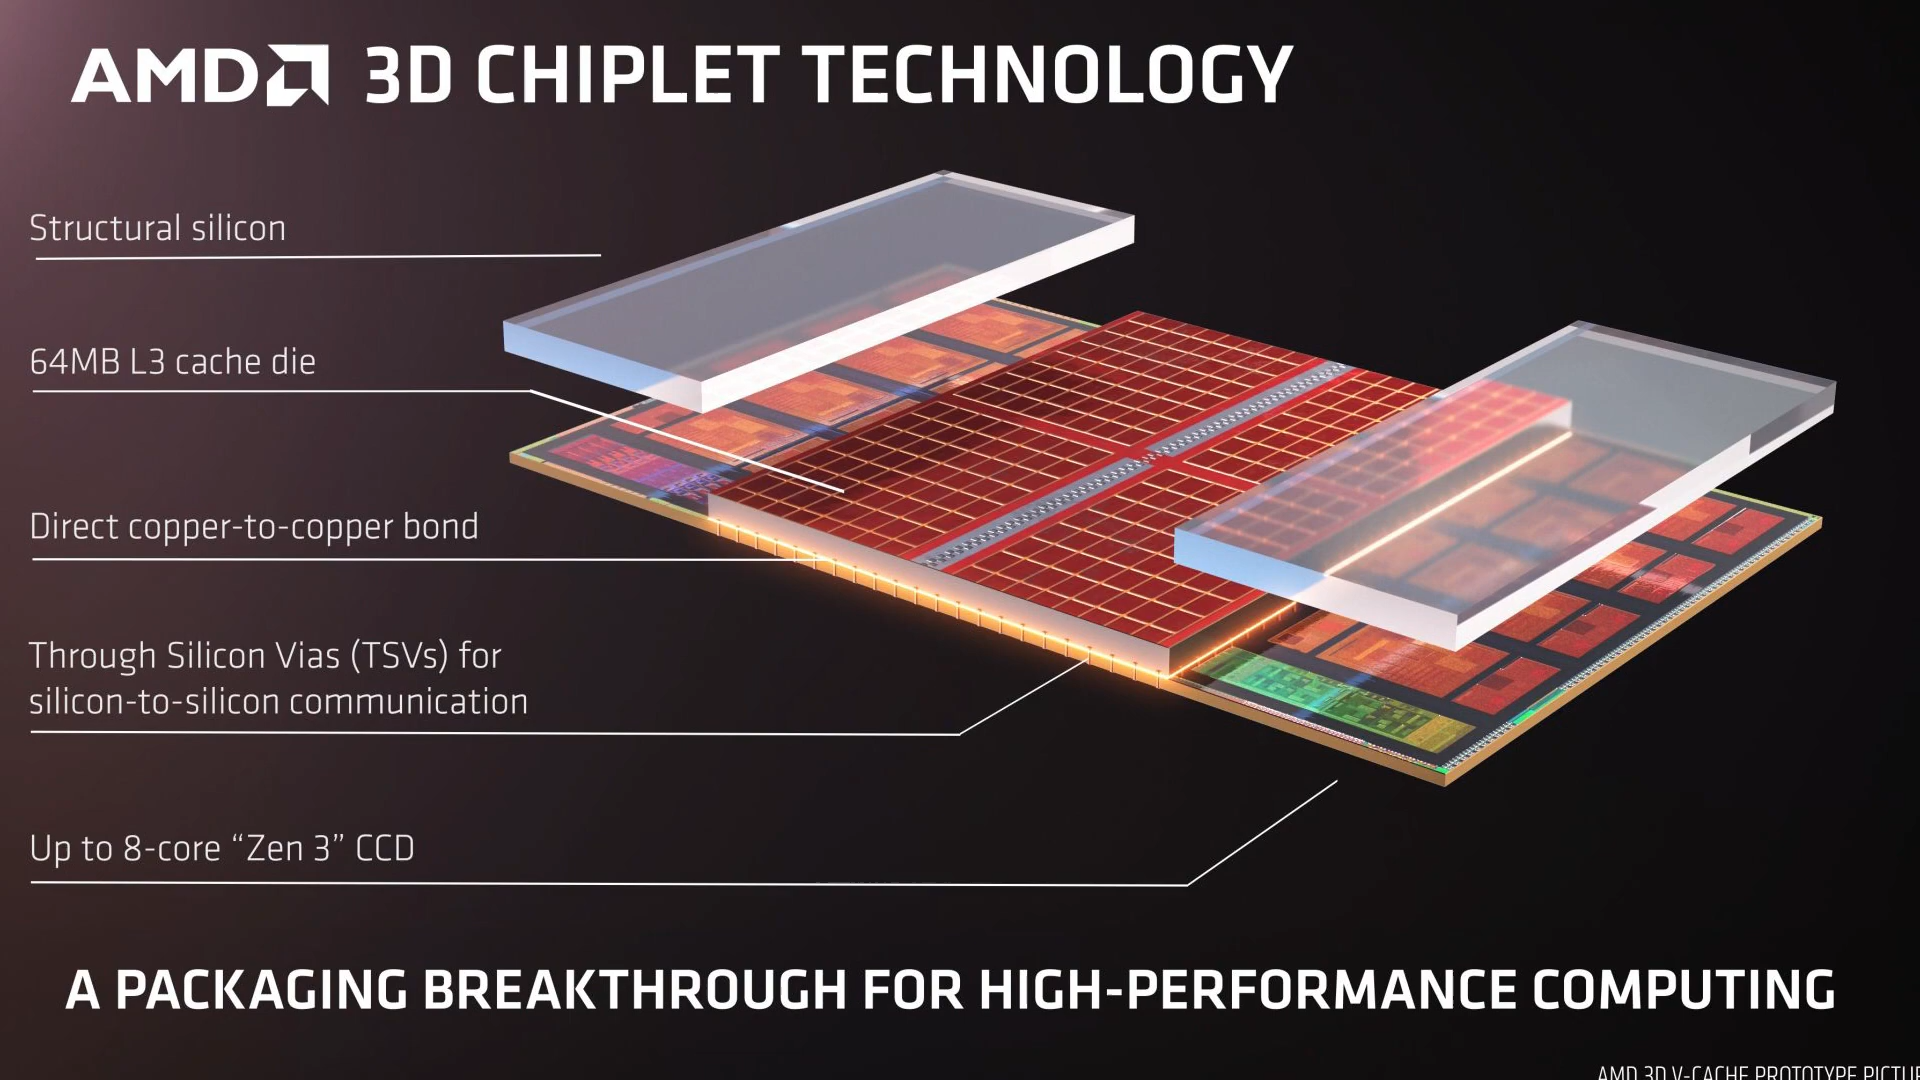 AMD 3D CHIPLET TECHNOLOGY
Structural silicon
64MB L3 cache die
Direct copper-to-copper bond
Through Silicon Vias (TSVs) for
silicon-to-silicon communication
Up to 8-core “Zen 3” CCD
A PACKAGING BREAKTHROUGH FOR HIGH-PERFORMANCE COMPUTING
AMD 3D V-CACHE PROTOTYPE